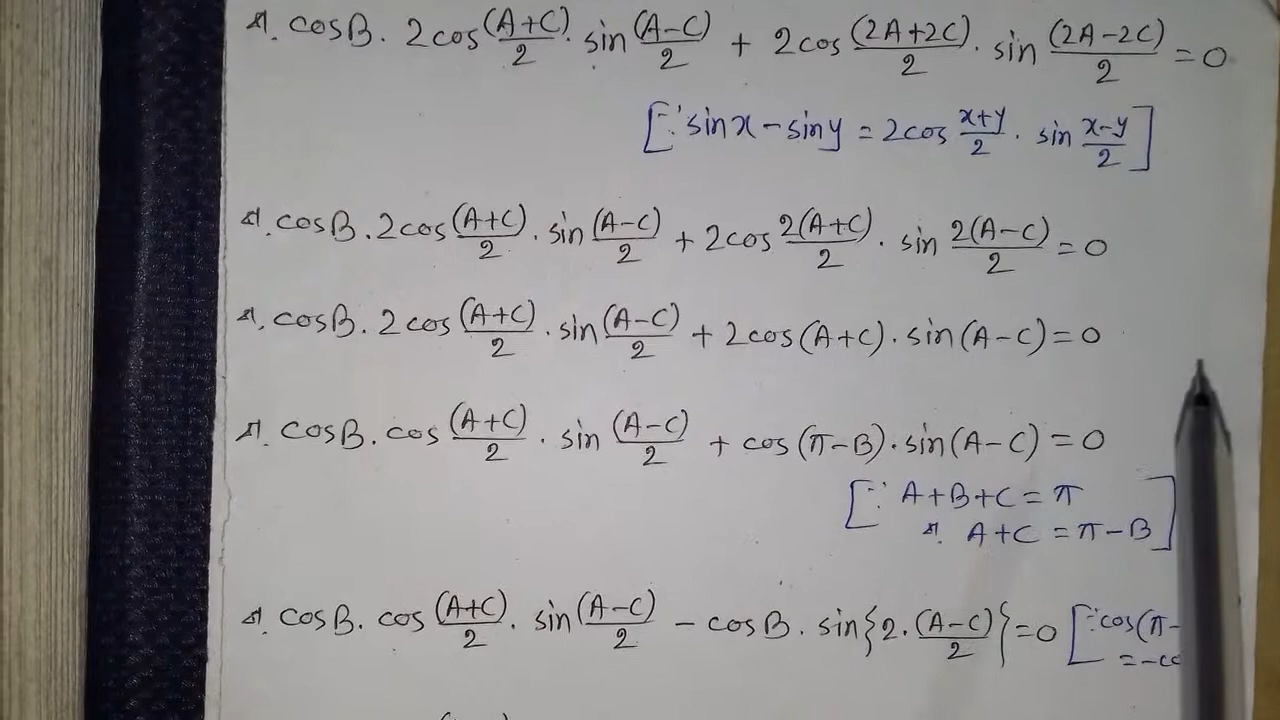 বা. cosB. 2cos (A+C)/2 . sin (A-C)/2 + 2cos (2A+2C)/2 . sin (2A-2C)/2 = 0
[∵ sinx - siny = 2cos x+y/2 . sin x-y/2]
বা. cosB. 2cos (A+C)/2 . sin (A-C)/2 + 2cos 2(A+C)/2 . sin 2(A-C)/2 = 0
বা. cosB. 2cos (A+C)/2 . sin (A-C)/2 + 2cos(A+C). sin(A-C) = 0
বা. cosB. cos (A+C)/2 . sin (A-C)/2 + cos(π-B). sin(A-C) = 0
[∵ A+B+C = π
বা. A+C = π-B]
বা. cosB. cos (A+C)/2 . sin (A-C)/2 - cosB. sin{2. (A-C)/2} = 0 [∵ cos(π-
= -co